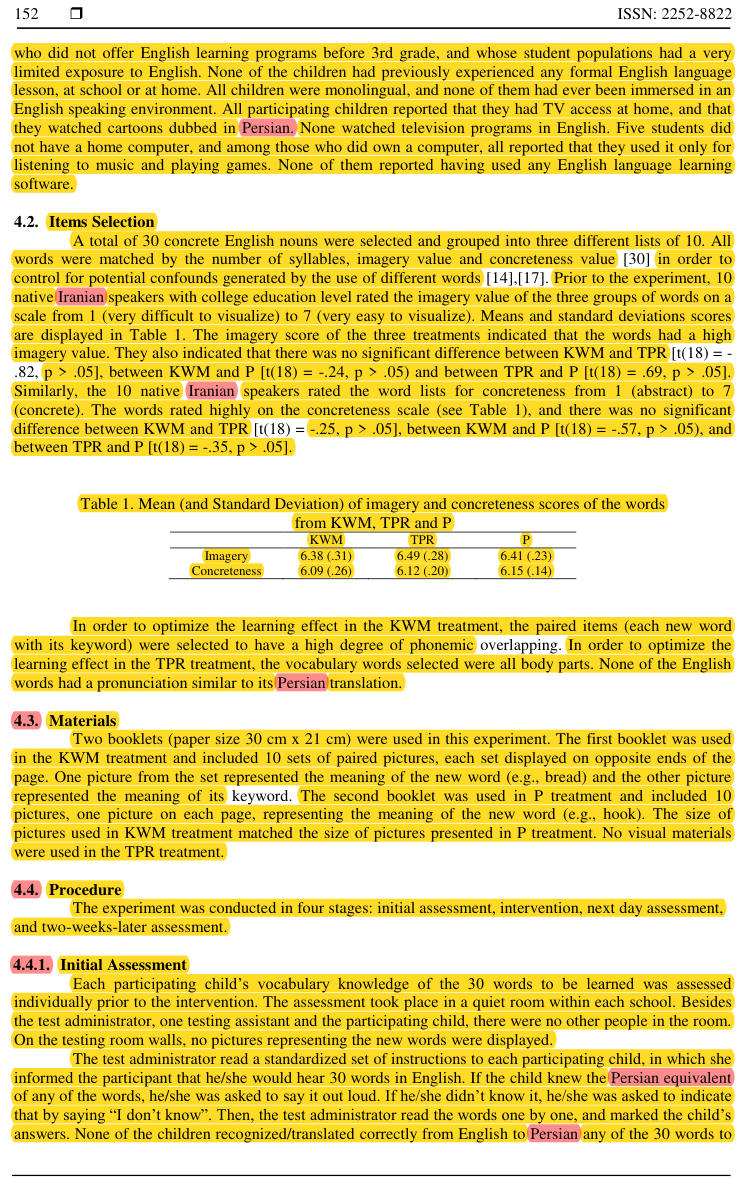 152 ❒ ISSN: 2252-8822
who did not offer English learning programs before 3rd grade, and whose student populations had a very
limited exposure to English. None of the children had previously experienced any formal English language
lesson, at school or at home. All children were monolingual, and none of them had ever been immersed in an
English speaking environment. All participating children reported that they had TV access at home, and that
they watched cartoons dubbed in Persian. None watched television programs in English. Five students did
not have a home computer, and among those who did own a computer, all reported that they used it only for
listening to music and playing games. None of them reported having used any English language learning
software.
4.2. Items Selection
A total of 30 concrete English nouns were selected and grouped into three different lists of 10. All
words were matched by the number of syllables, imagery value and concreteness value [30] in order to
control for potential confounds generated by the use of different words [14],[17]. Prior to the experiment, 10
native Iranian speakers with college education level rated the imagery value of the three groups of words on a
scale from 1 (very difficult to visualize) to 7 (very easy to visualize). Means and standard deviations scores
are displayed in Table 1. The imagery score of the three treatments indicated that the words had a high
imagery value. They also indicated that there was no significant difference between KWM and TPR [t(18) = -
.82, p > .05], between KWM and P [t(18) = -.24, p > .05) and between TPR and P [t(18) = .69, p > .05].
Similarly, the 10 native Iranian speakers rated the word lists for concreteness from 1 (abstract) to 7
(concrete). The words rated highly on the concreteness scale (see Table 1), and there was no significant
difference between KWM and TPR [t(18) = -.25, p > .05], between KWM and P [t(18) = -.57, p > .05), and
between TPR and P [t(18) = -.35, p > .05].
Table 1. Mean (and Standard Deviation) of imagery and concreteness scores of the words
from KWM, TPR and P
KWM TPR P
Imagery 6.38 (.31) 6.49 (.28) 6.41 (.23)
Concreteness 6.09 (.26) 6.12 (.20) 6.15 (.14)
In order to optimize the learning effect in the KWM treatment, the paired items (each new word
with its keyword) were selected to have a high degree of phonemic overlapping. In order to optimize the
learning effect in the TPR treatment, the vocabulary words selected were all body parts. None of the English
words had a pronunciation similar to its Persian translation.
4.3. Materials
Two booklets (paper size 30 cm x 21 cm) were used in this experiment. The first booklet was used
in the KWM treatment and included 10 sets of paired pictures, each set displayed on opposite ends of the
page. One picture from the set represented the meaning of the new word (e.g., bread) and the other picture
represented the meaning of its keyword. The second booklet was used in P treatment and included 10
pictures, one picture on each page, representing the meaning of the new word (e.g., hook). The size of
pictures used in KWM treatment matched the size of pictures presented in P treatment. No visual materials
were used in the TPR treatment.
4.4. Procedure
The experiment was conducted in four stages: initial assessment, intervention, next day assessment,
and two-weeks-later assessment.
4.4.1. Initial Assessment
Each participating child’s vocabulary knowledge of the 30 words to be learned was assessed
individually prior to the intervention. The assessment took place in a quiet room within each school. Besides
the test administrator, one testing assistant and the participating child, there were no other people in the room.
On the testing room walls, no pictures representing the new words were displayed.
The test administrator read a standardized set of instructions to each participating child, in which she
informed the participant that he/she would hear 30 words in English. If the child knew the Persian equivalent
of any of the words, he/she was asked to say it out loud. If he/she didn’t know it, he/she was asked to indicate
that by saying “I don’t know”. Then, the test administrator read the words one by one, and marked the child’s
answers. None of the children recognized/translated correctly from English to Persian any of the 30 words to